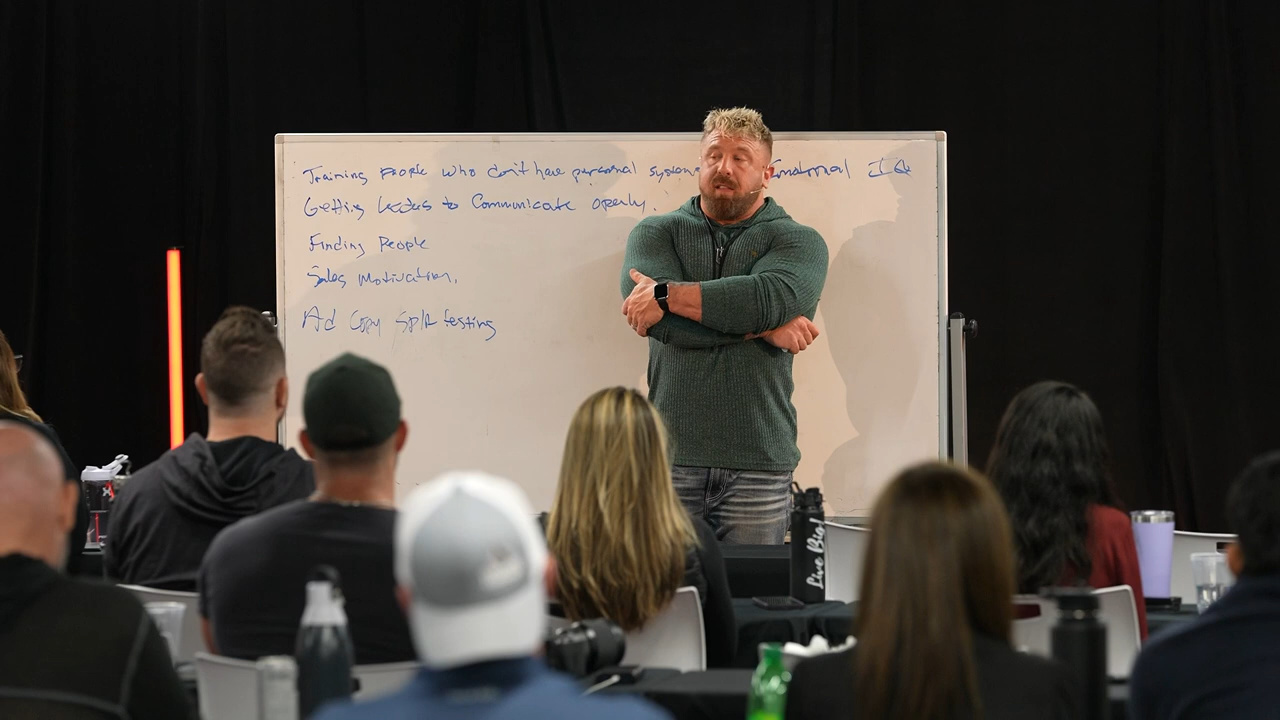 Training People who don't have personal systems Emotional IQ
Getting Leaders to Communicate openly.
Finding People
Sales Motivation.
Ad Copy Split testing
Live Big!